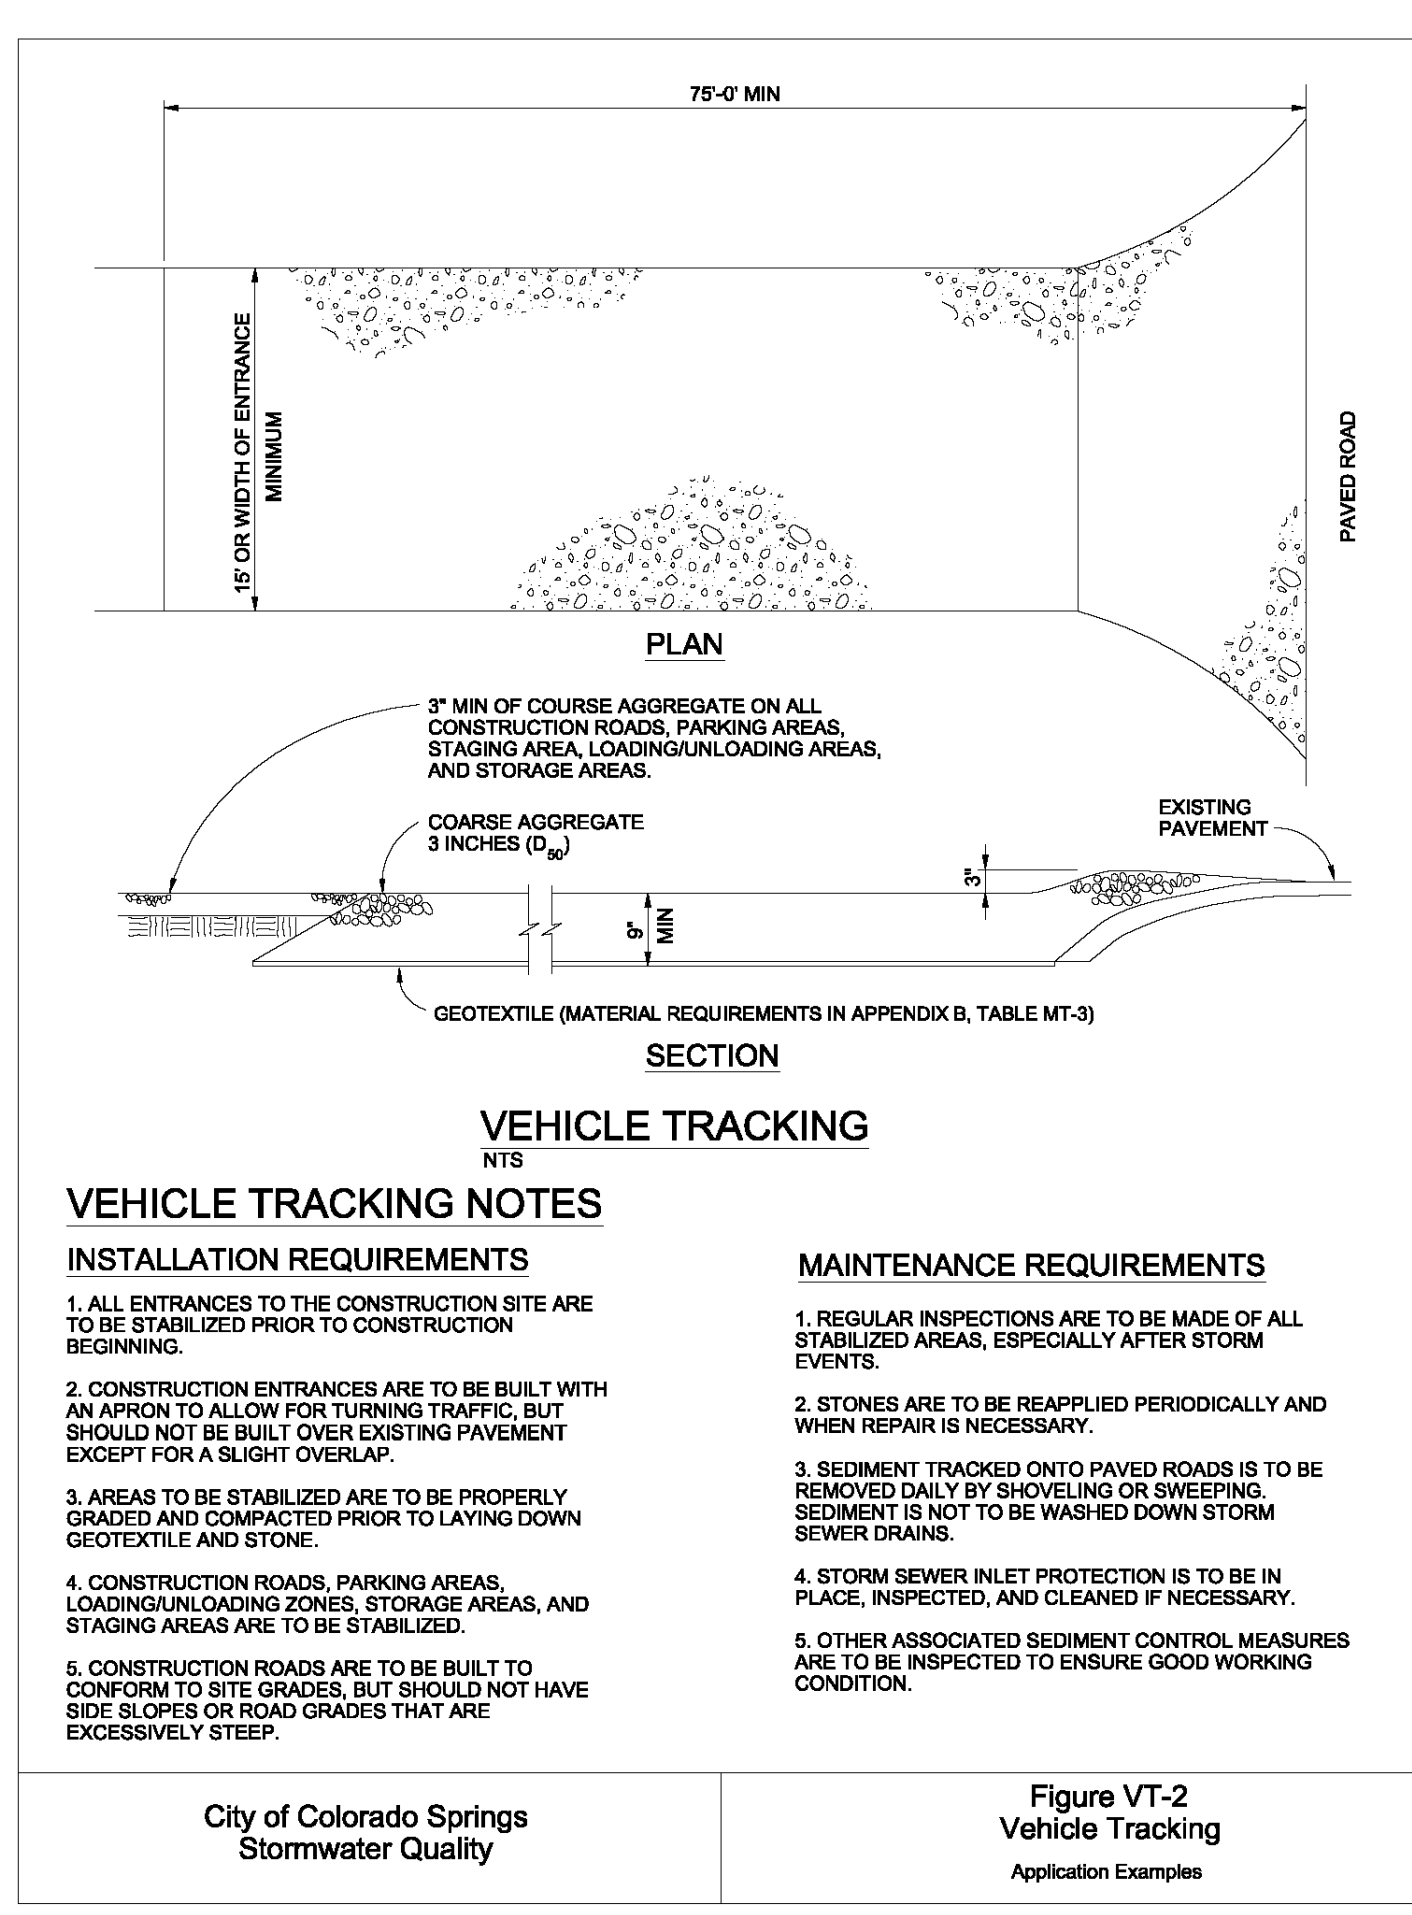 75'-0' MIN
15' OR WIDTH OF ENTRANCE
MINIMUM
PAVED ROAD
PLAN
3" MIN OF COURSE AGGREGATE ON ALL
CONSTRUCTION ROADS, PARKING AREAS,
STAGING AREA, LOADING/UNLOADING AREAS,
AND STORAGE AREAS.
COARSE AGGREGATE
3 INCHES (D50)
EXISTING
PAVEMENT
3"
9"
MIN
GEOTEXTILE (MATERIAL REQUIREMENTS IN APPENDIX B, TABLE MT-3)
SECTION
VEHICLE TRACKING
NTS
VEHICLE TRACKING NOTES
INSTALLATION REQUIREMENTS
1. ALL ENTRANCES TO THE CONSTRUCTION SITE ARE
TO BE STABILIZED PRIOR TO CONSTRUCTION
BEGINNING.
2. CONSTRUCTION ENTRANCES ARE TO BE BUILT WITH
AN APRON TO ALLOW FOR TURNING TRAFFIC, BUT
SHOULD NOT BE BUILT OVER EXISTING PAVEMENT
EXCEPT FOR A SLIGHT OVERLAP.
3. AREAS TO BE STABILIZED ARE TO BE PROPERLY
GRADED AND COMPACTED PRIOR TO LAYING DOWN
GEOTEXTILE AND STONE.
4. CONSTRUCTION ROADS, PARKING AREAS,
LOADING/UNLOADING ZONES, STORAGE AREAS, AND
STAGING AREAS ARE TO BE STABILIZED.
5. CONSTRUCTION ROADS ARE TO BE BUILT TO
CONFORM TO SITE GRADES, BUT SHOULD NOT HAVE
SIDE SLOPES OR ROAD GRADES THAT ARE
EXCESSIVELY STEEP.
MAINTENANCE REQUIREMENTS
1. REGULAR INSPECTIONS ARE TO BE MADE OF ALL
STABILIZED AREAS, ESPECIALLY AFTER STORM
EVENTS.
2. STONES ARE TO BE REAPPLIED PERIODICALLY AND
WHEN REPAIR IS NECESSARY.
3. SEDIMENT TRACKED ONTO PAVED ROADS IS TO BE
REMOVED DAILY BY SHOVELING OR SWEEPING.
SEDIMENT IS NOT TO BE WASHED DOWN STORM
SEWER DRAINS.
4. STORM SEWER INLET PROTECTION IS TO BE IN
PLACE, INSPECTED, AND CLEANED IF NECESSARY.
5. OTHER ASSOCIATED SEDIMENT CONTROL MEASURES
ARE TO BE INSPECTED TO ENSURE GOOD WORKING
CONDITION.
City of Colorado Springs
Stormwater Quality
Figure VT-2
Vehicle Tracking
Application Examples